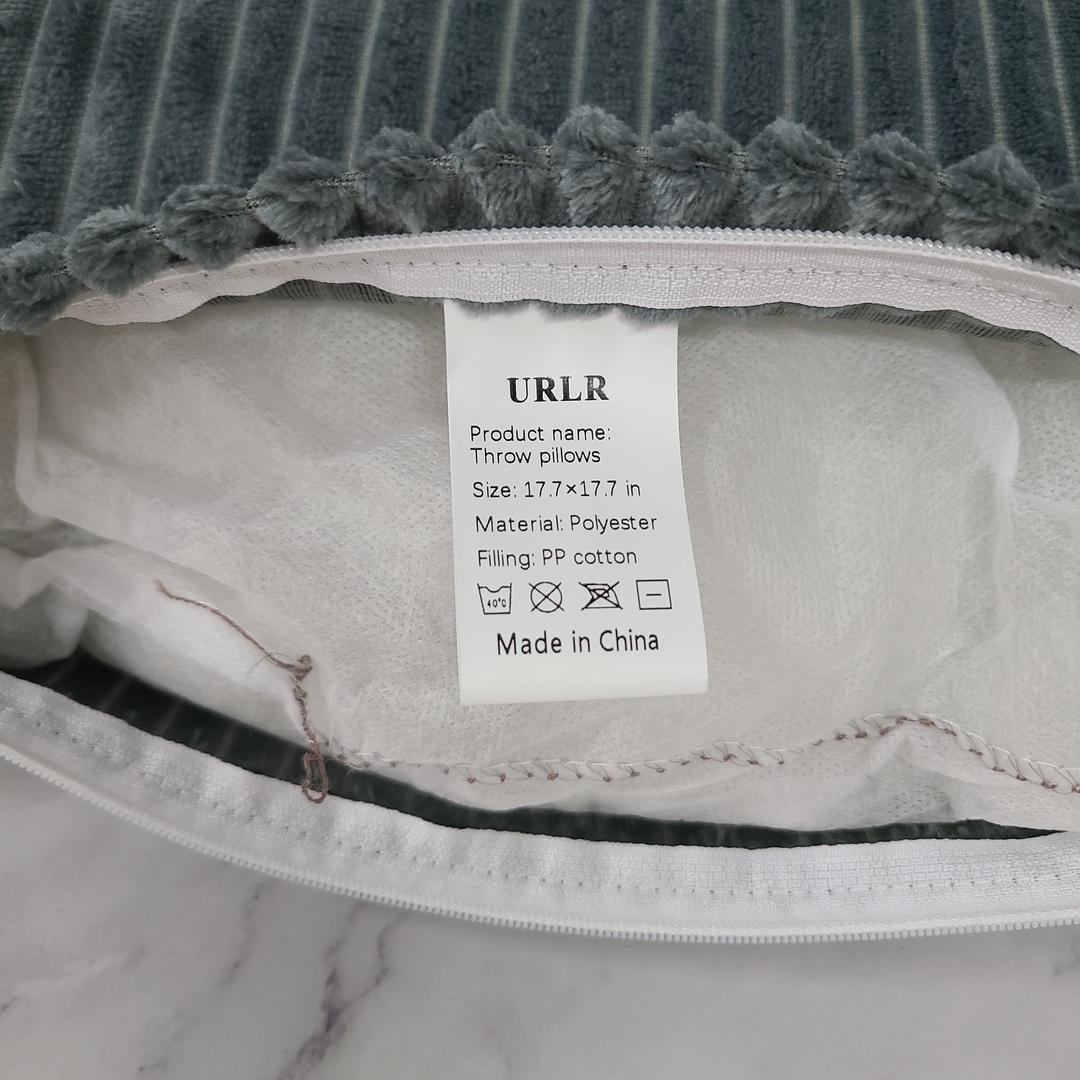 URLR
Product name:
Throw pillows
Size: 17.7×17.7 in
Material: Polyester
Filling: PP cotton
40°C
Made in China